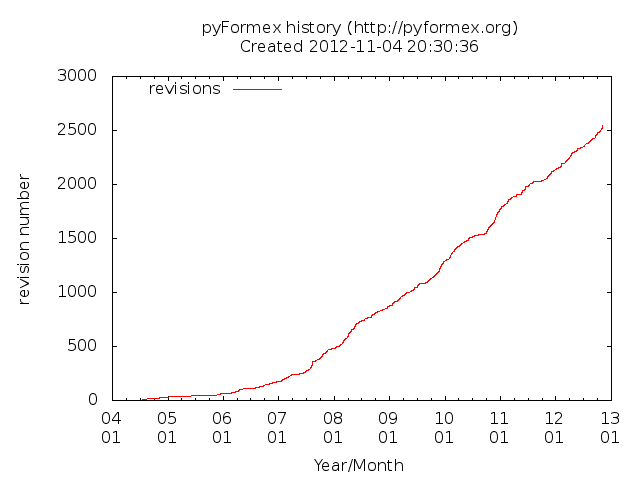 pyFormex history (http://pyformex.org)
Created 2012-11-04 20:30:36
revisions
3000
2500
2000
1500
1000
500
0
revision number
04 05 06 07 08 09 10 11 12 13
01 01 01 01 01 01 01 01 01 01
Year/Month